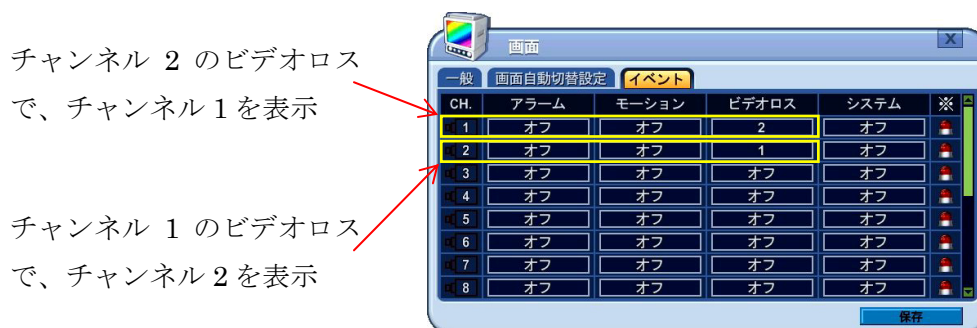 チャンネル 2 のビデオロス
で、チャンネル 1 を表示
チャンネル 1 のビデオロス
で、チャンネル 2 を表示
画面
X
一般 画面自動切替設定 イベント
CH. アラーム モーション ビデオロス システム ※
1 オフ オフ 2 オフ
2 オフ オフ 1 オフ
3 オフ オフ オフ オフ
4 オフ オフ オフ オフ
5 オフ オフ オフ オフ
6 オフ オフ オフ オフ
7 オフ オフ オフ オフ
8 オフ オフ オフ オフ
保存